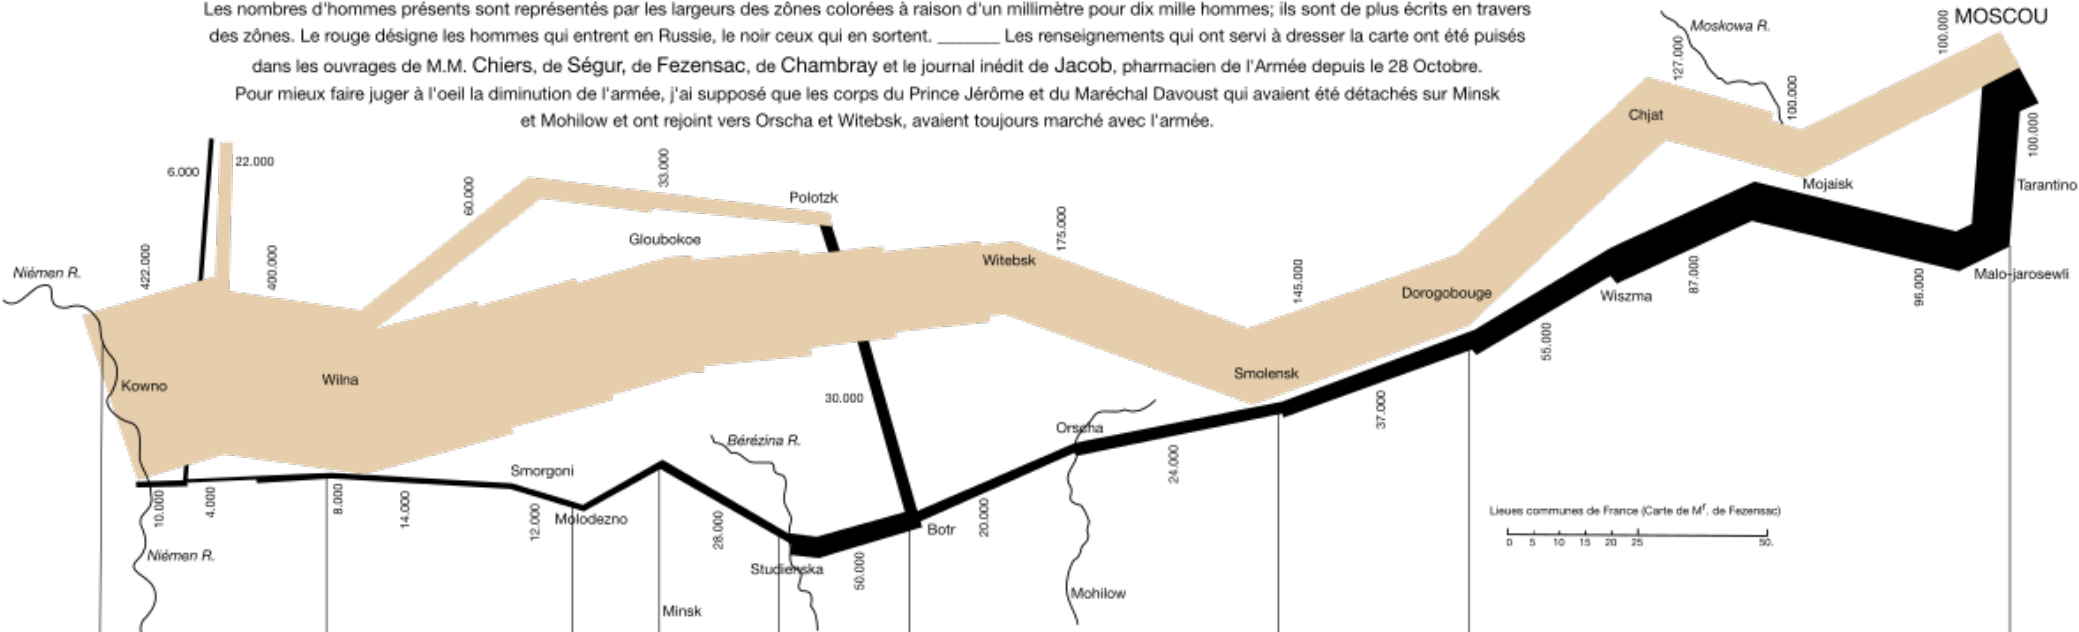 Les nombres d'hommes présents sont représentés par les largeurs des zônes colorées à raison d'un millimètre pour dix mille hommes; ils sont de plus écrits en travers
des zônes. Le rouge désigne les hommes qui entrent en Russie, le noir ceux qui en sortent. _______ Les renseignements qui ont servi à dresser la carte ont été puisés
dans les ouvrages de M.M. Chiers, de Ségur, de Fezensac, de Chambray et le journal inédit de Jacob, pharmacien de l'Armée depuis le 28 Octobre.
Pour mieux faire juger à l'oeil la diminution de l'armée, j'ai supposé que les corps du Prince Jérôme et du Maréchal Davoust qui avaient été détachés sur Minsk
et Mohilow et ont rejoint vers Orscha et Witebsk, avaient toujours marché avec l'armée.
MOSCOU
100.000
Moskowa R.
127.000
100.000
Chjat
100.000
Mojaisk
Tarantino
6.000
22.000
60.000
33.000
Polotzk
Gloubokoe
175.000
Witebsk
422.000
400.000
Niémen R.
145.000
Dorogobouge
Wiszma
87.000
96.000
Malo-jarosewli
55.000
Kowno
Wilna
30.000
Smolensk
37.000
Orscha
Bérézina R.
24.000
Smorgoni
10.000
4.000
8.000
14.000
12.000
Molodezno
28.000
Botr
20.000
Studienska
50.000
Niémen R.
Minsk
Mohilow
Lieues communes de France (Carte de Mr. de Fezensac)
0 5 10 15 20 25 50.